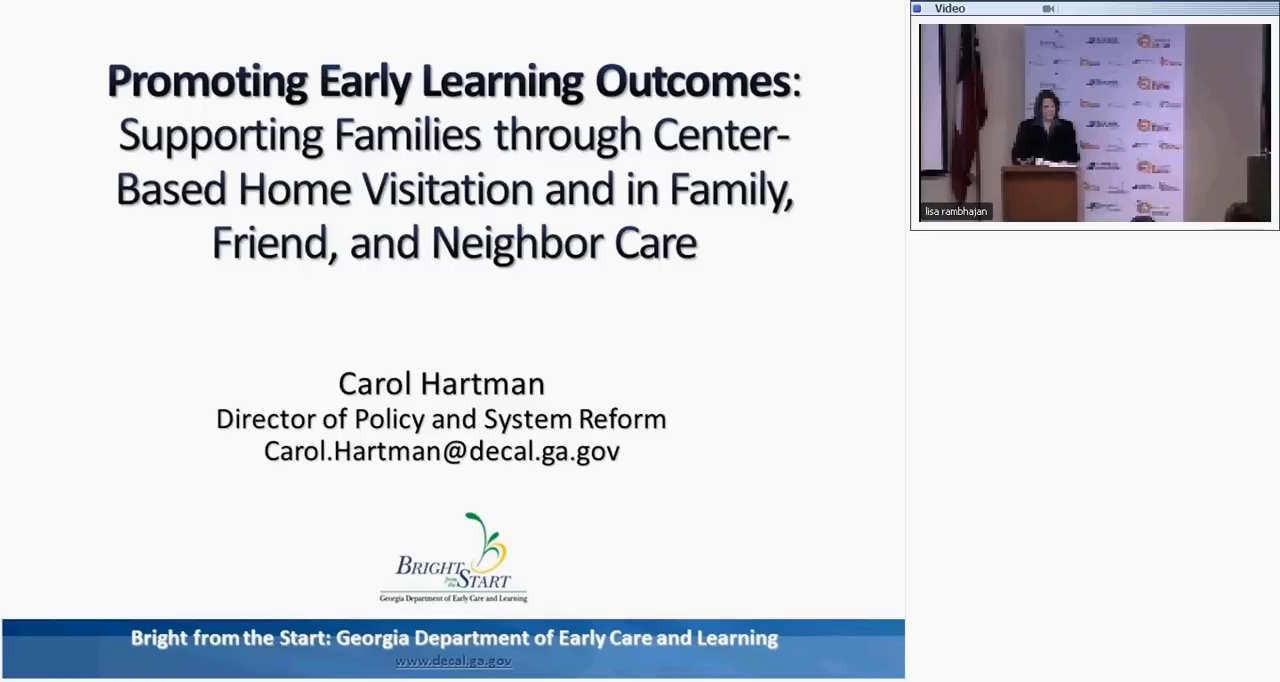 Promoting Early Learning Outcomes:
Supporting Families through Center-
Based Home Visitation and in Family,
Friend, and Neighbor Care
Carol Hartman
Director of Policy and System Reform
Carol.Hartman@decal.ga.gov
BRIGHT
from the START
Georgia Department of Early Care and Learning
Bright from the Start: Georgia Department of Early Care and Learning
www.decal.ga.gov
Video
lisa rambhajan